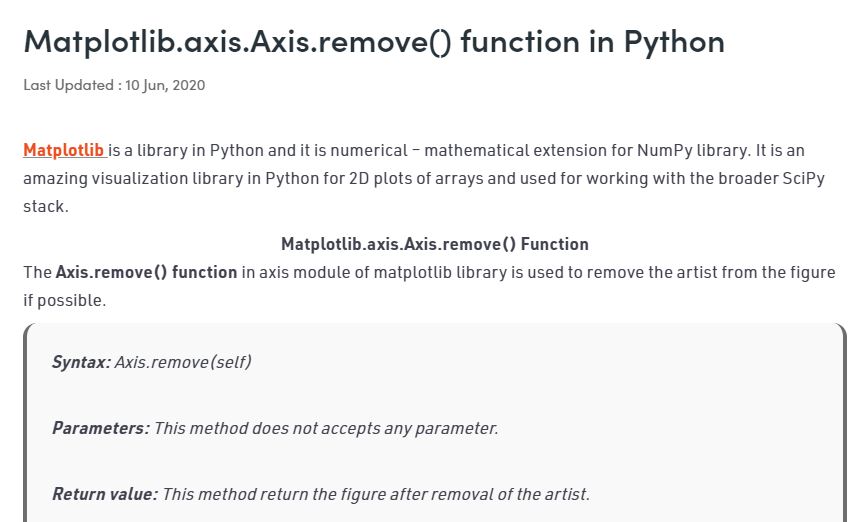 Matplotlib.axis.Axis.remove() function in Python
Last Updated : 10 Jun, 2020
Matplotlib is a library in Python and it is numerical – mathematical extension for NumPy library. It is an
amazing visualization library in Python for 2D plots of arrays and used for working with the broader SciPy
stack.
Matplotlib.axis.Axis.remove() Function
The Axis.remove() function in axis module of matplotlib library is used to remove the artist from the figure
if possible.
Syntax: Axis.remove(self)
Parameters: This method does not accepts any parameter.
Return value: This method return the figure after removal of the artist.